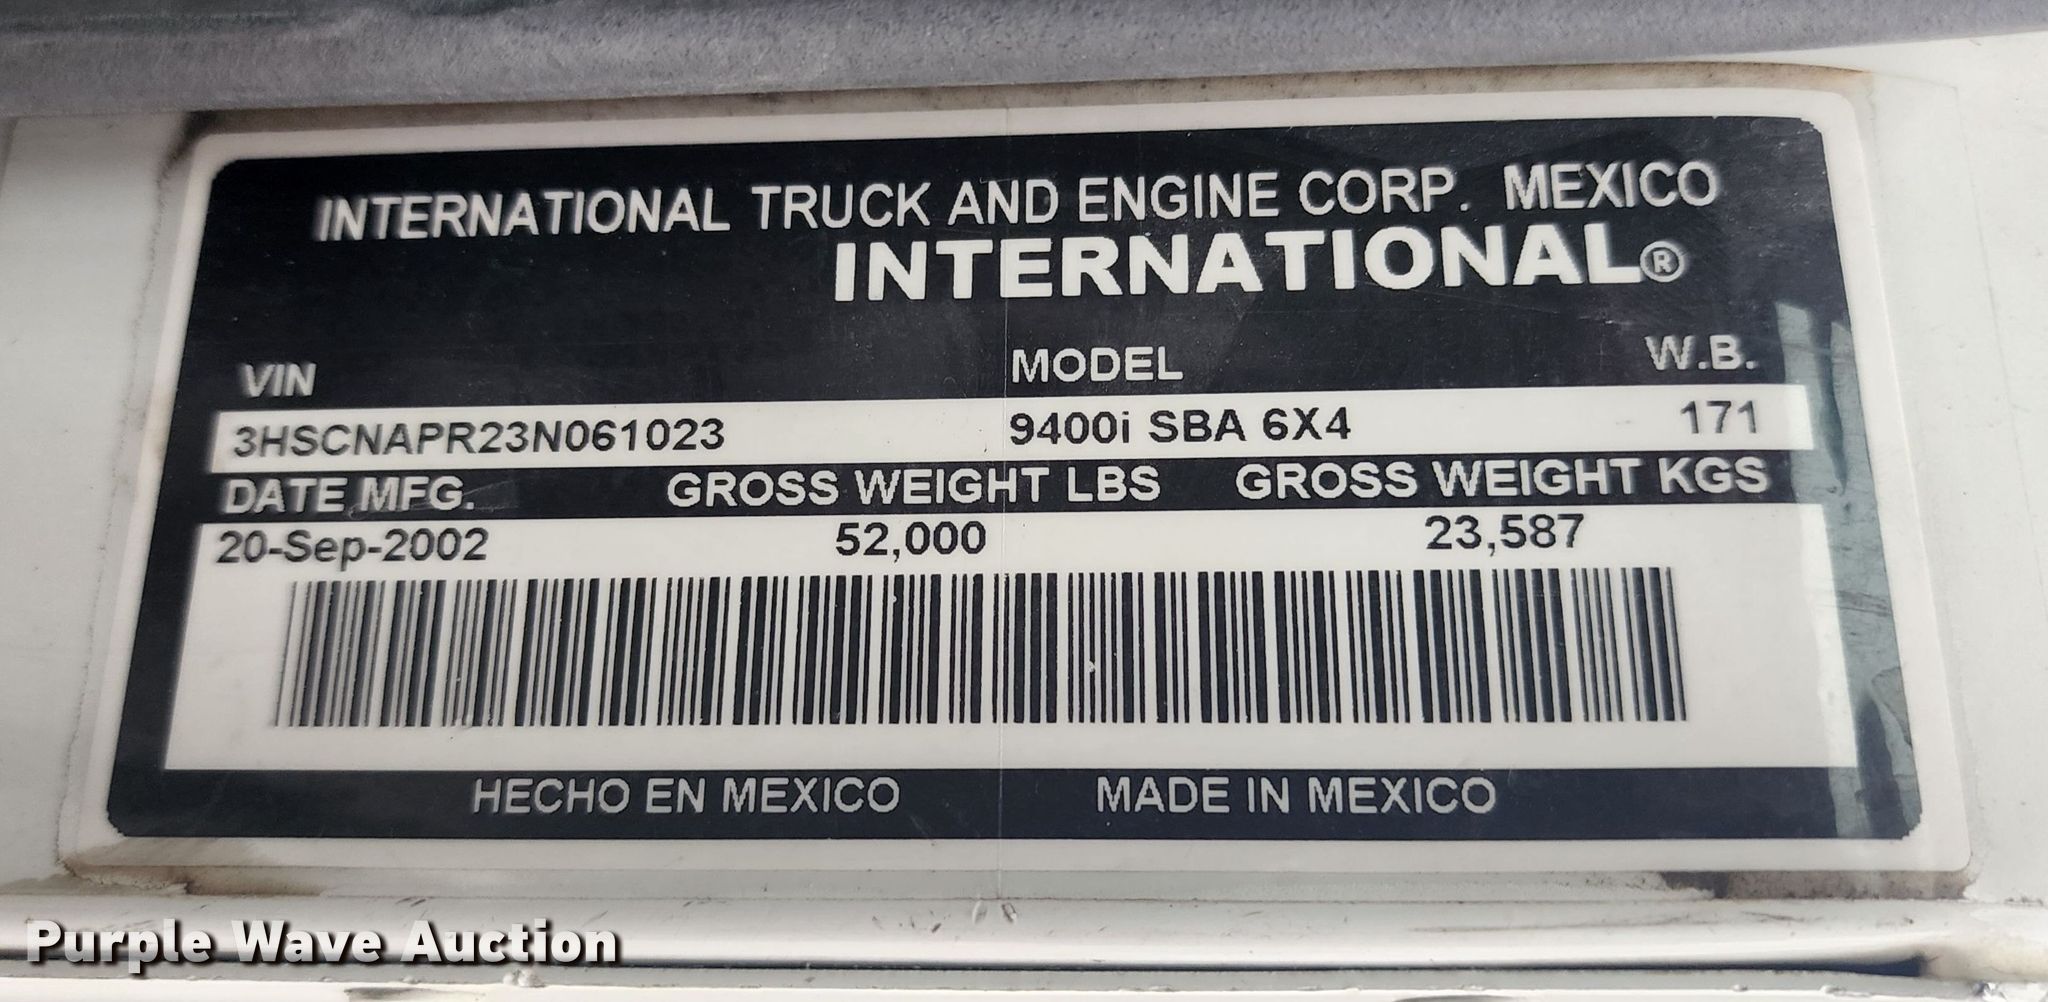 INTERNATIONAL TRUCK AND ENGINE CORP. MEXICO
INTERNATIONAL®
VIN MODEL W.B.
3HSCNAPR23N061023 9400i SBA 6X4 171
DATE MFG. GROSS WEIGHT LBS GROSS WEIGHT KGS
20-Sep-2002 52,000 23,587
HECHO EN MEXICO MADE IN MEXICO
Purple Wave Auction